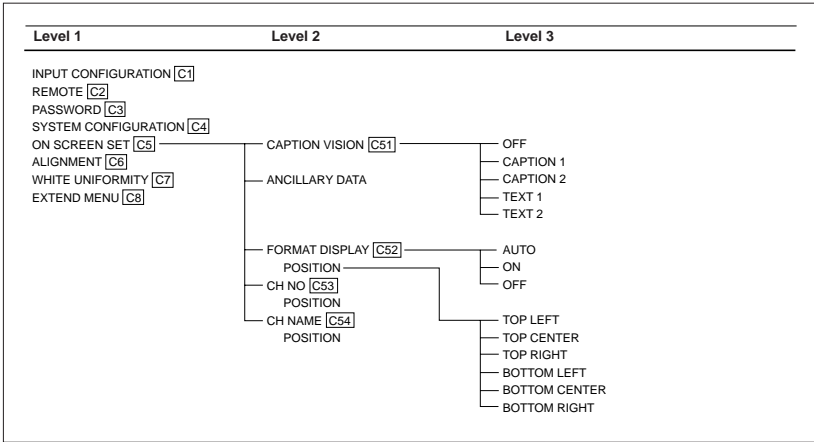 Level 1 Level 2 Level 3
INPUT CONFIGURATION C1
REMOTE C2
PASSWORD C3
SYSTEM CONFIGURATION C4
ON SCREEN SET C5 CAPTION VISION C51 OFF
ALIGNMENT C6 CAPTION 1
WHITE UNIFORMITY C7 ANCILLARY DATA CAPTION 2
EXTEND MENU C8 TEXT 1
TEXT 2
FORMAT DISPLAY C52 AUTO
POSITION ON
CH NO C53 OFF
POSITION
CH NAME C54 TOP LEFT
POSITION TOP CENTER
TOP RIGHT
BOTTOM LEFT
BOTTOM CENTER
BOTTOM RIGHT